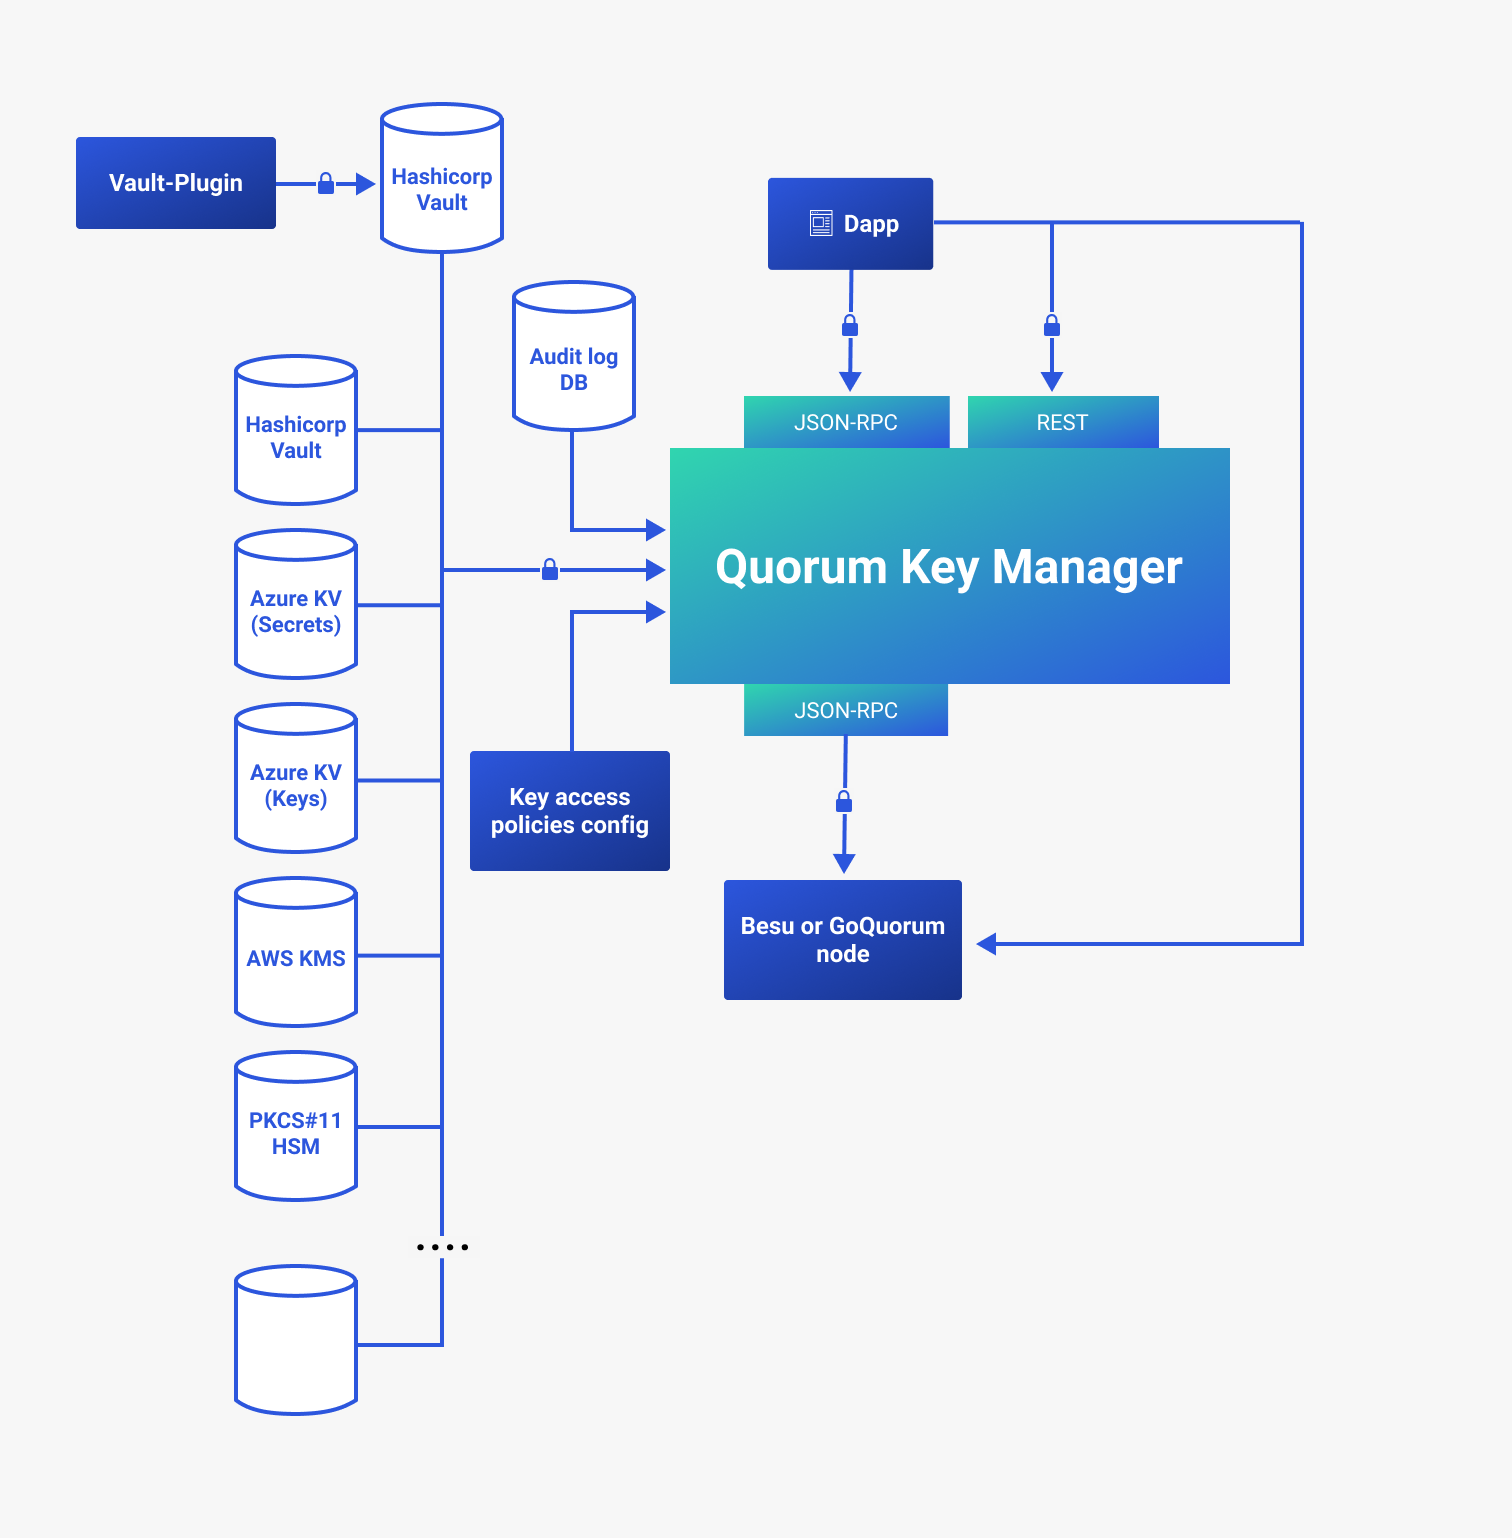 Vault-Plugin
Hashicorp
Vault
Dapp
Audit log
DB
Hashicorp
Vault
JSON-RPC
REST
Quorum Key Manager
Azure KV
(Secrets)
JSON-RPC
Azure KV
(Keys)
Key access
policies config
Besu or GoQuorum
node
AWS KMS
PKCS#11
HSM
....